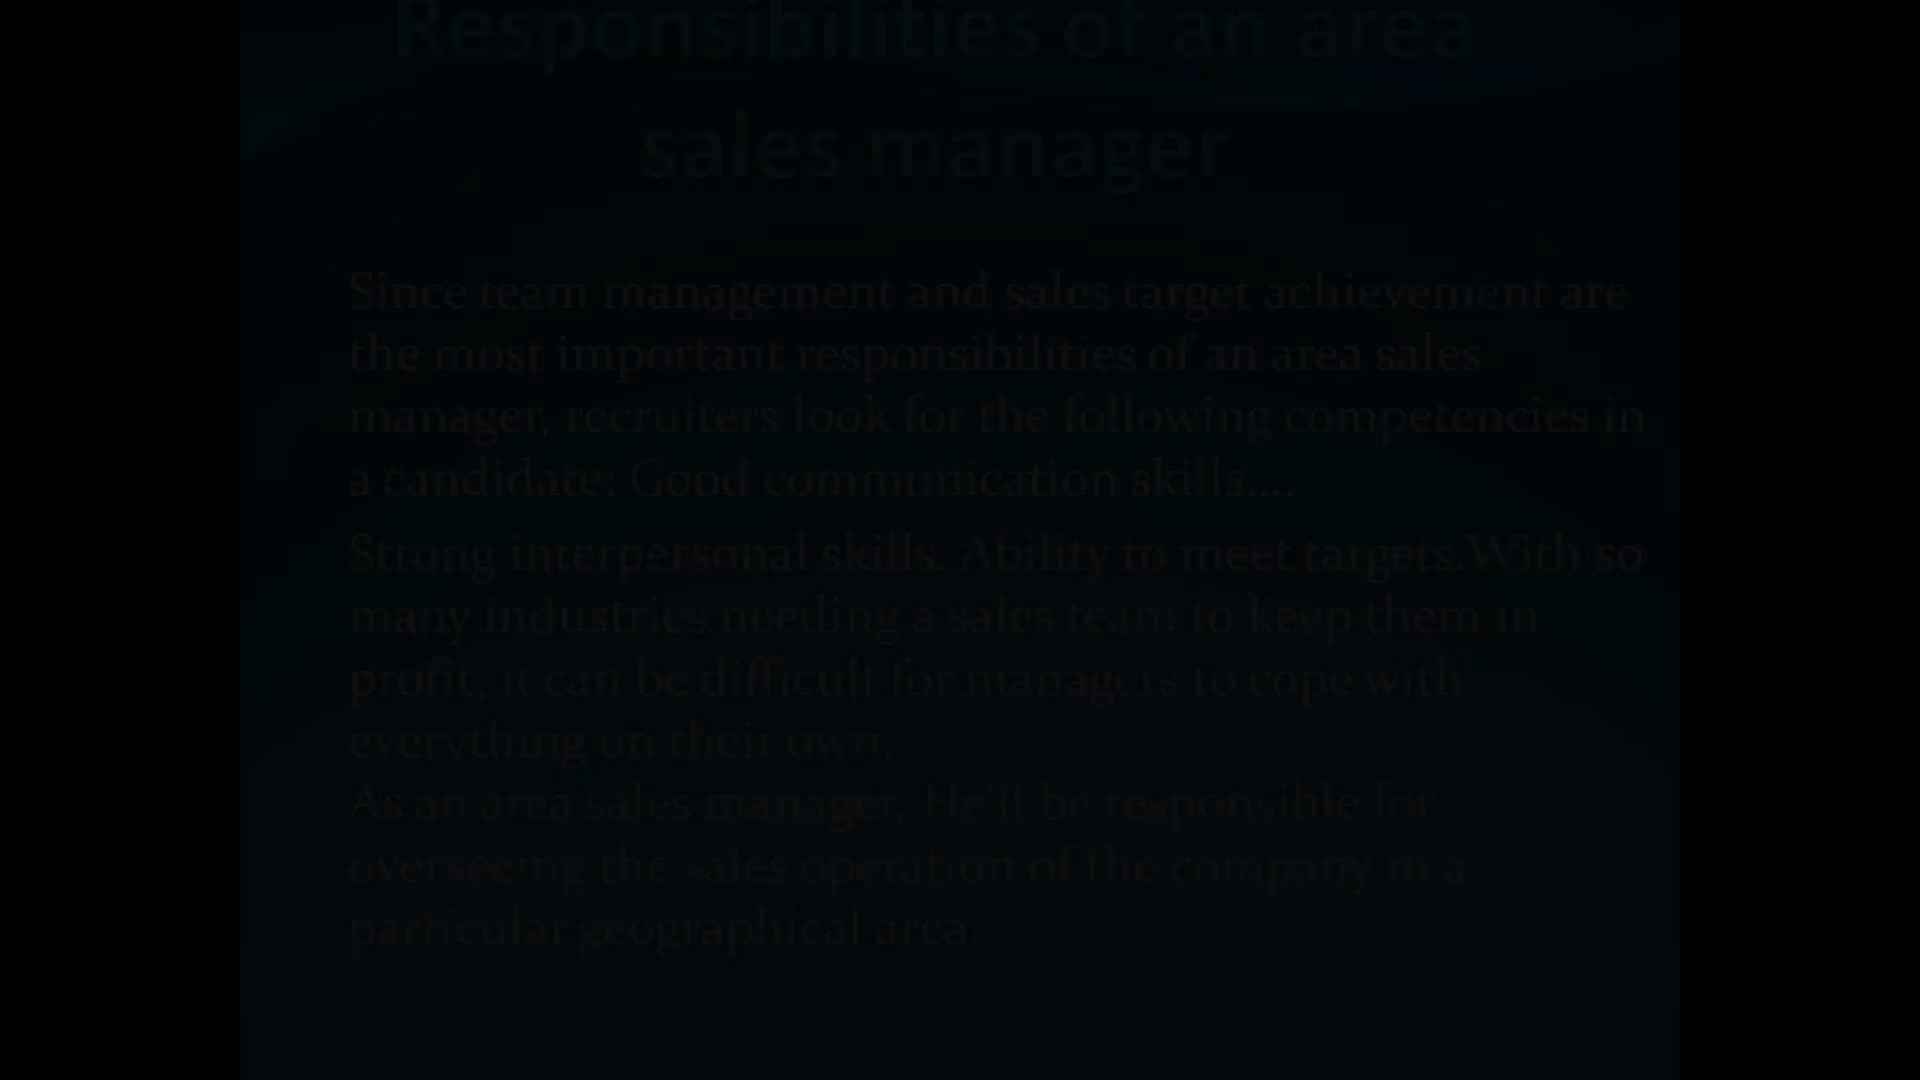 Responsibilities of an area
sales manager
Since team management and sales target achievement are
the most important responsibilities of an area sales
manager, recruiters look for the following competencies in
a candidate: Good communication skills....
Strong interpersonal skills. Ability to meet targets.With so
many industries needing a sales team to keep them in
profit, it can be difficult for managers to cope with
everything on their own.
As an area sales manager, He'll be responsible for
overseeing the sales operation of the company in a
particular geographical area.